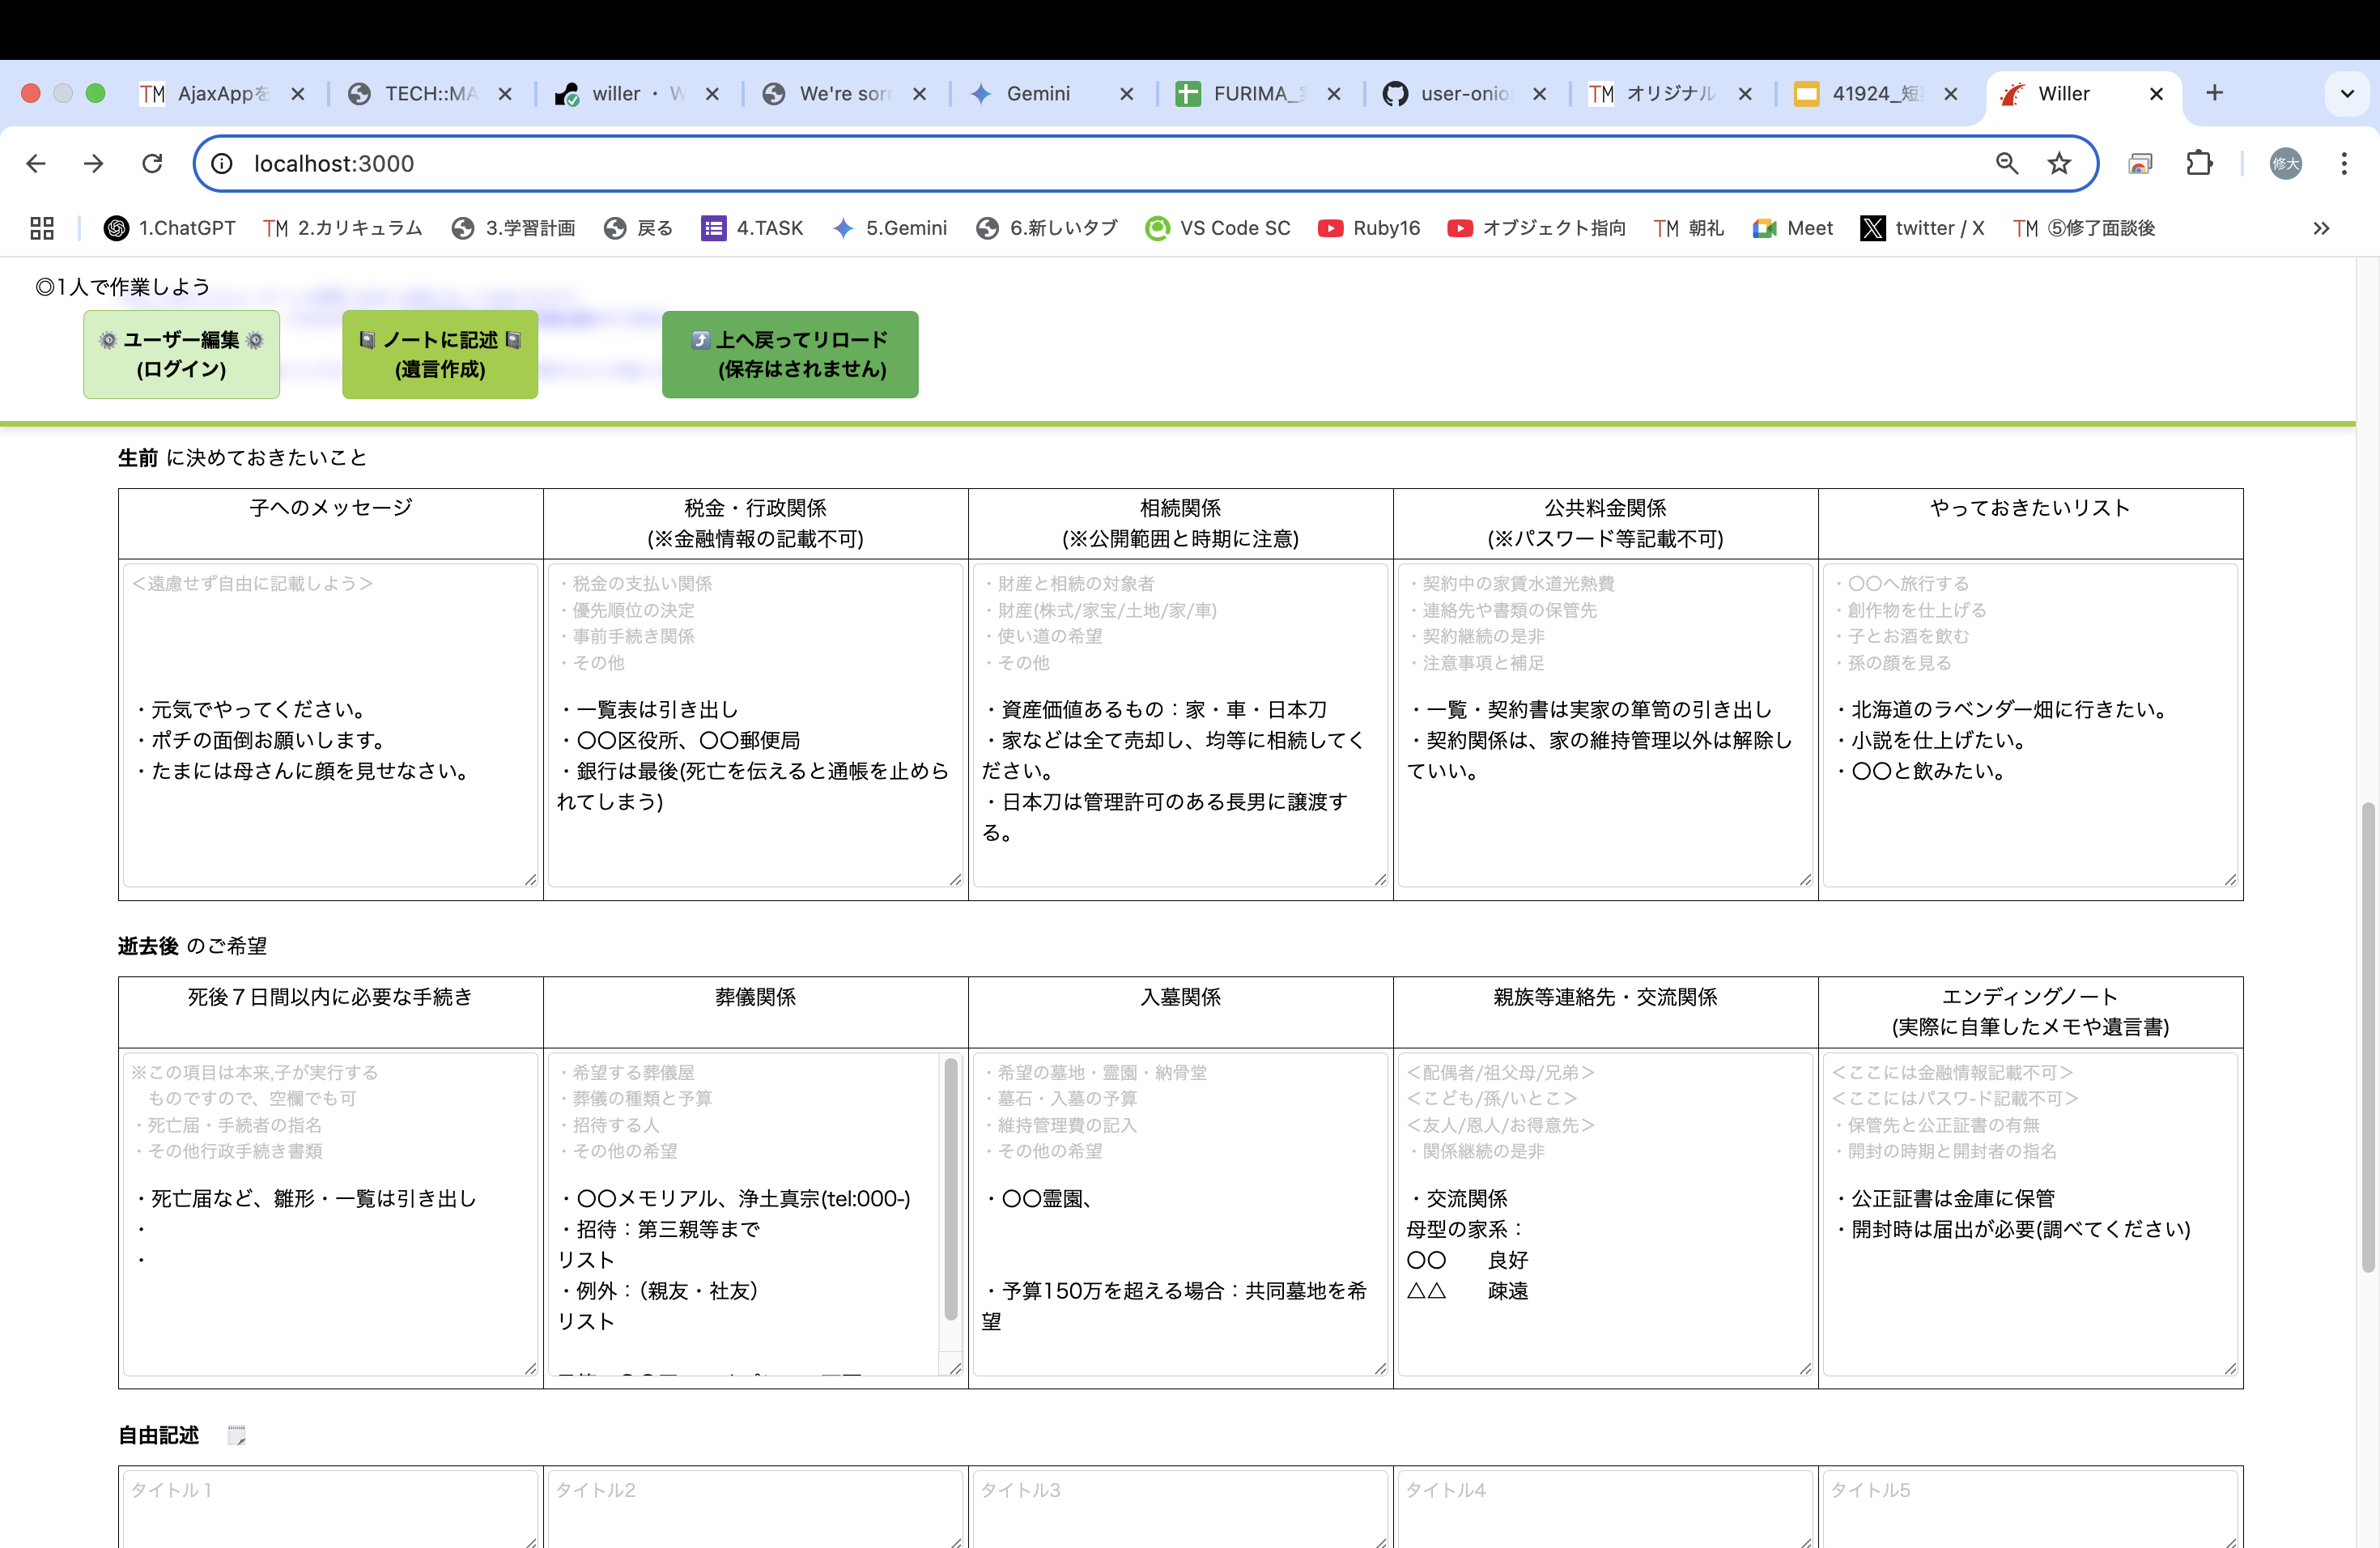 AjaxAppを
TECH::MA
willer ・ W
We're sorr
Gemini
FURIMA_
user-onio
オリジナル
41924_短
Willer
localhost:3000
修大
1.ChatGPT
2.カリキュラム
3.学習計画
戻る
4.TASK
5.Gemini
6.新しいタブ
VS Code SC
Ruby16
オブジェクト指向
朝礼
Meet
twitter / X
⑤修了面談後
◎1人で作業しよう
ユーザー編集
(ログイン)
ノートに記述
(遺言作成)
上へ戻ってリロード
(保存はされません)
生前 に決めておきたいこと
子へのメッセージ
税金・行政関係
(※金融情報の記載不可)
相続関係
(※公開範囲と時期に注意)
公共料金関係
(※パスワード等記載不可)
やっておきたいリスト
＜遠慮せず自由に記載しよう＞
・元気でやってください。
・ポチの面倒お願いします。
・たまには母さんに顔を見せなさい。
・税金の支払い関係
・優先順位の決定
・事前手続き関係
・その他
・一覧表は引き出し
・〇〇区役所、〇〇郵便局
・銀行は最後(死亡を伝えると通帳を止めら
れてしまう)
・財産と相続の対象者
・財産(株式/家宝/土地/家/車)
・使い道の希望
・その他
・資産価値あるもの：家・車・日本刀
・家などは全て売却し、均等に相続してく
ださい。
・日本刀は管理許可のある長男に譲渡す
る。
・契約中の家賃水道光熱費
・連絡先や書類の保管先
・契約継続の是非
・注意事項と補足
・一覧・契約書は実家の箪笥の引き出し
・契約関係は、家の維持管理以外は解除し
ていい。
・〇〇へ旅行する
・創作物を仕上げる
・子とお酒を飲む
・孫の顔を見る
・北海道のラベンダー畑に行きたい。
・小説を仕上げたい。
・〇〇と飲みたい。
逝去後 のご希望
死後７日間以内に必要な手続き
葬儀関係
入墓関係
親族等連絡先・交流関係
エンディングノート
(実際に自筆したメモや遺言書)
※この項目は本来,子が実行する
ものですので、空欄でも可
・死亡届・手続者の指名
・その他行政手続き書類
・死亡届など、雛形・一覧は引き出し
・
・
・希望する葬儀屋
・葬儀の種類と予算
・招待する人
・その他の希望
・〇〇メモリアル、浄土真宗(tel:000-)
・招待：第三親等まで
リスト
・例外：（親友・社友）
リスト
・希望の墓地・霊園・納骨堂
・墓石・入墓の予算
・維持管理費の記入
・その他の希望
・〇〇霊園、
・予算150万を超える場合：共同墓地を希
望
＜配偶者/祖父母/兄弟＞
＜こども/孫/いとこ＞
＜友人/恩人/お得意先＞
・関係継続の是非
・交流関係
母型の家系：
〇〇　　良好
△△　　疎遠
＜ここには金融情報記載不可＞
＜ここにはパスワ-ド記載不可＞
・保管先と公正証書の有無
・開封の時期と開封者の指名
・公正証書は金庫に保管
・開封時は届出が必要(調べてください)
自由記述
タイトル１
タイトル2
タイトル3
タイトル4
タイトル5